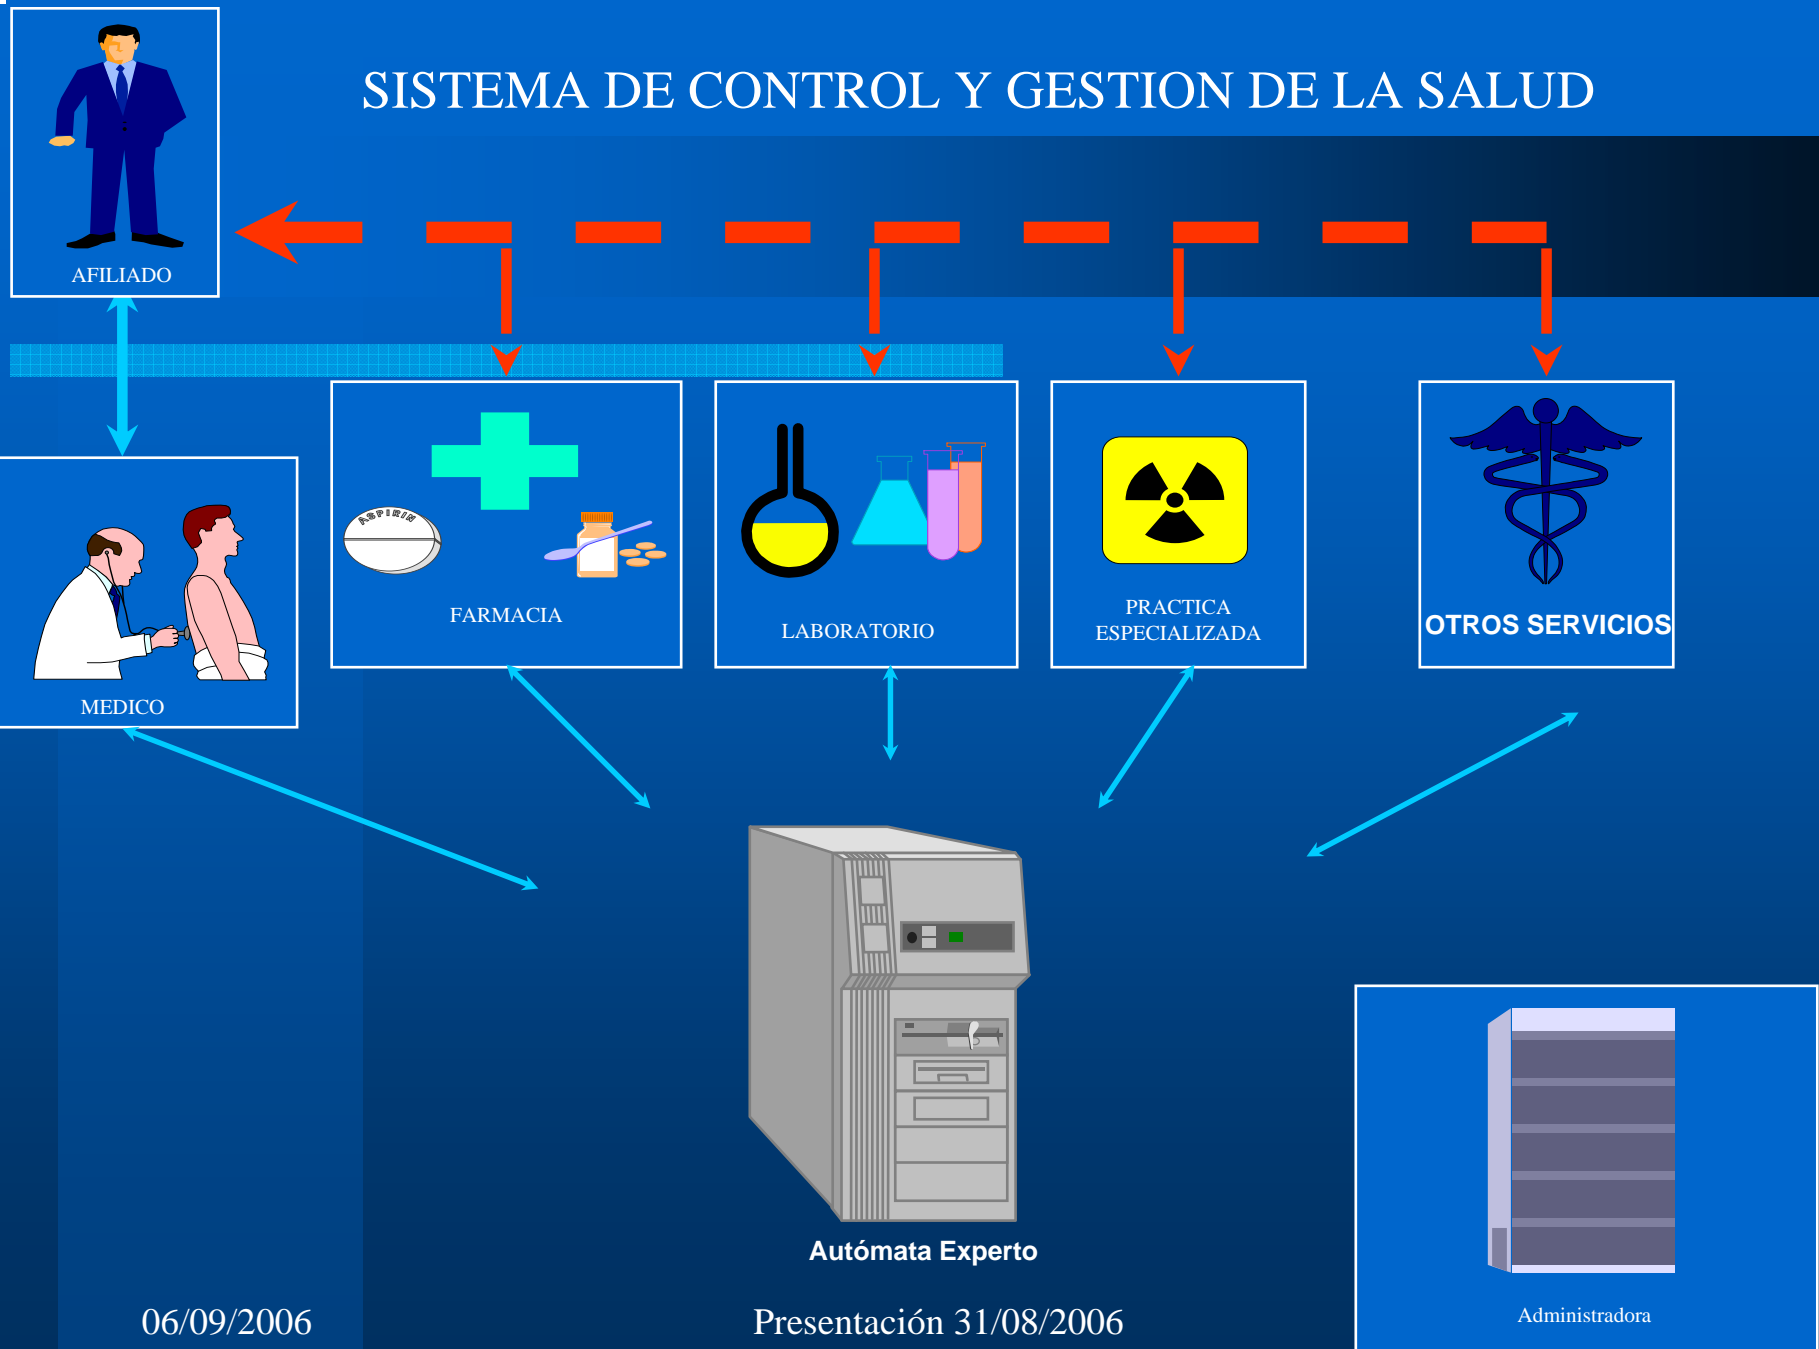 SISTEMA DE CONTROL Y GESTION DE LA SALUD
AFILIADO
ASPIRIN
FARMACIA
LABORATORIO
PRACTICA
ESPECIALIZADA
OTROS SERVICIOS
MEDICO
Autómata Experto
Administradora
06/09/2006
Presentación 31/08/2006